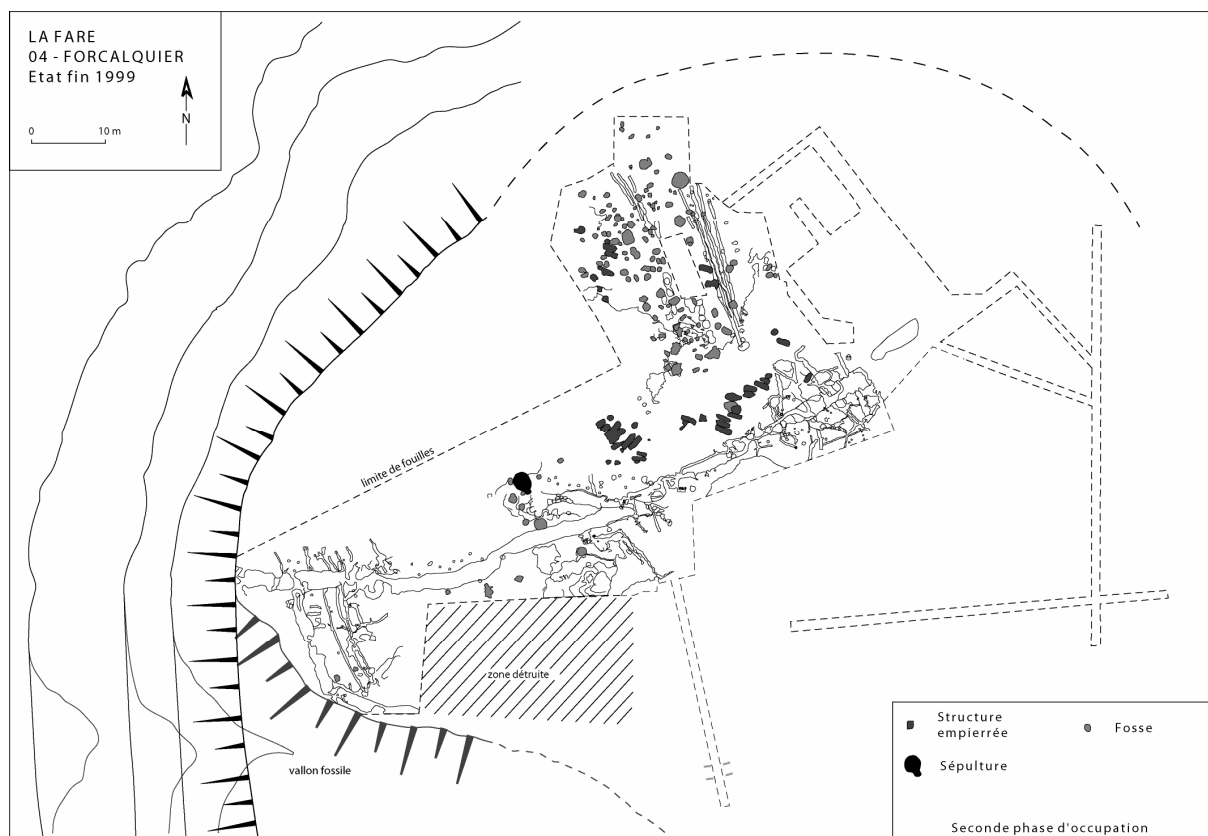 LA FARE
04 - FORCALQUIER
Etat fin 1999
N
0 10 m
limite de fouilles
zone détruite
vallon fossile
Structure
empierrée
Fosse
Sépulture
Seconde phase d'occupation